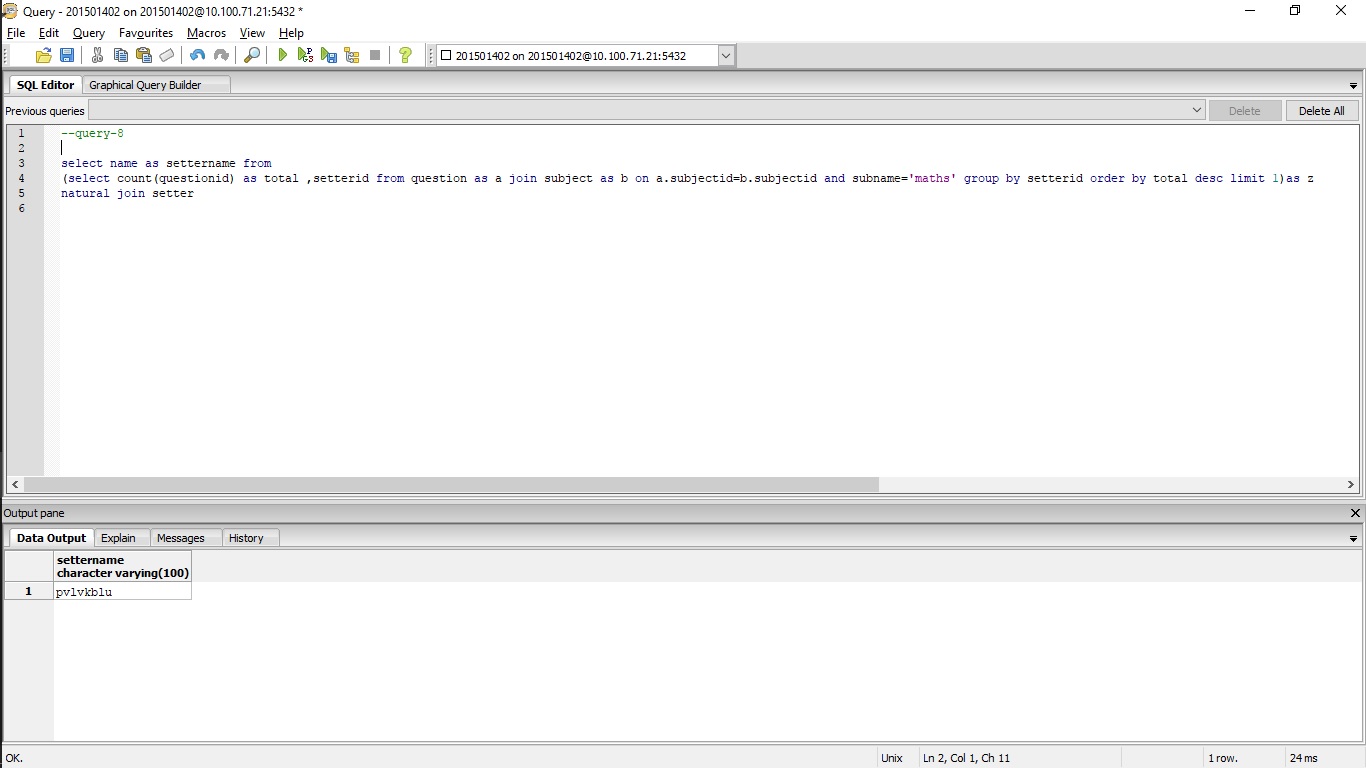 Query - 201501402 on 201501402@10.100.71.21:5432 *
File Edit Query Favourites Macros View Help
201501402 on 201501402@10.100.71.21:5432
SQL Editor Graphical Query Builder
Previous queries Delete Delete All
1 --query-8
2
3 select name as settername from
4 (select count(questionid) as total ,setterid from question as a join subject as b on a.subjectid=b.subjectid and subname='maths' group by setterid order by total desc limit 1)as z
5 natural join setter
6
Output pane
Data Output Explain Messages History
settername
character varying(100)
1 pvlvkblu
OK. Unix Ln 2, Col 1, Ch 11 1 row. 24 ms